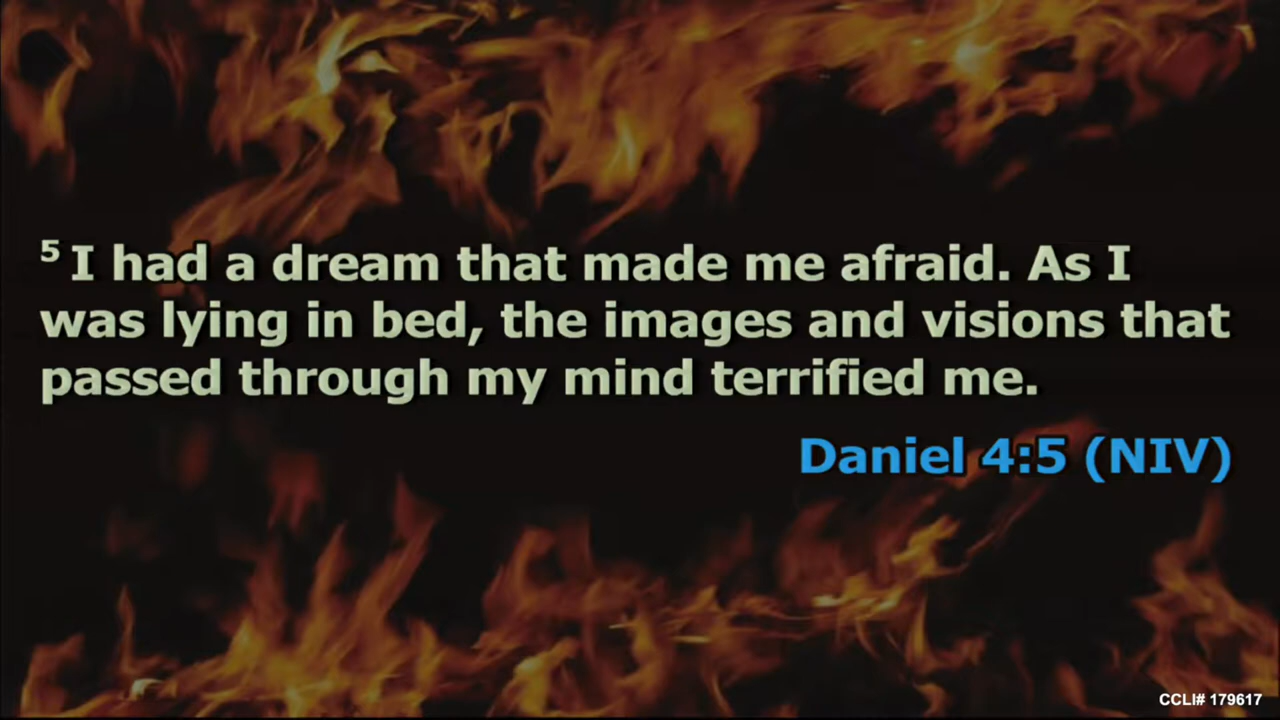 5 I had a dream that made me afraid. As I
was lying in bed, the images and visions that
passed through my mind terrified me.
Daniel 4:5 (NIV)
CCLI# 179617